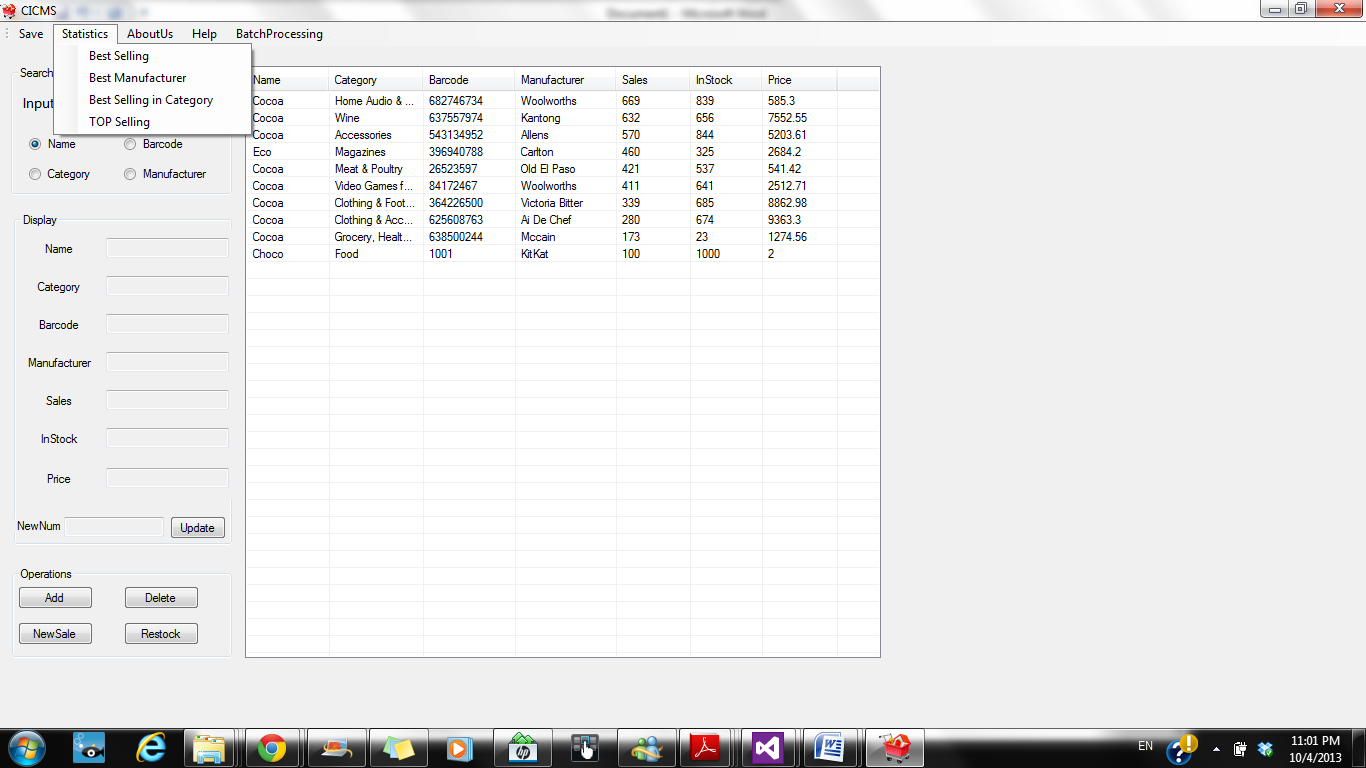 CICMS
Document1 - Microsoft Word
Save Statistics AboutUs Help BatchProcessing
Best Selling
Best Manufacturer
Best Selling in Category
TOP Selling
Search
Input
Name Barcode
Category Manufacturer
Display
Name
Category
Barcode
Manufacturer
Sales
InStock
Price
NewNum Update
Operations
Add Delete
NewSale Restock
Name Category Barcode Manufacturer Sales InStock Price
Cocoa Home Audio & ... 682746734 Woolworths 669 839 585.3
Cocoa Wine 637557974 Kantong 632 656 7552.55
Cocoa Accessories 543134952 Allens 570 844 5203.61
Eco Magazines 396940788 Carlton 460 325 2684.2
Cocoa Meat & Poultry 26523597 Old El Paso 421 537 541.42
Cocoa Video Games f... 84172467 Woolworths 411 641 2512.71
Cocoa Clothing & Foot... 364226500 Victoria Bitter 339 685 8862.98
Cocoa Clothing & Acc... 625608763 Ai De Chef 280 674 9363.3
Cocoa Grocery, Healt... 638500244 Mccain 173 23 1274.56
Choco Food 1001 KitKat 100 1000 2
hp
W
EN
11:01 PM
10/4/2013